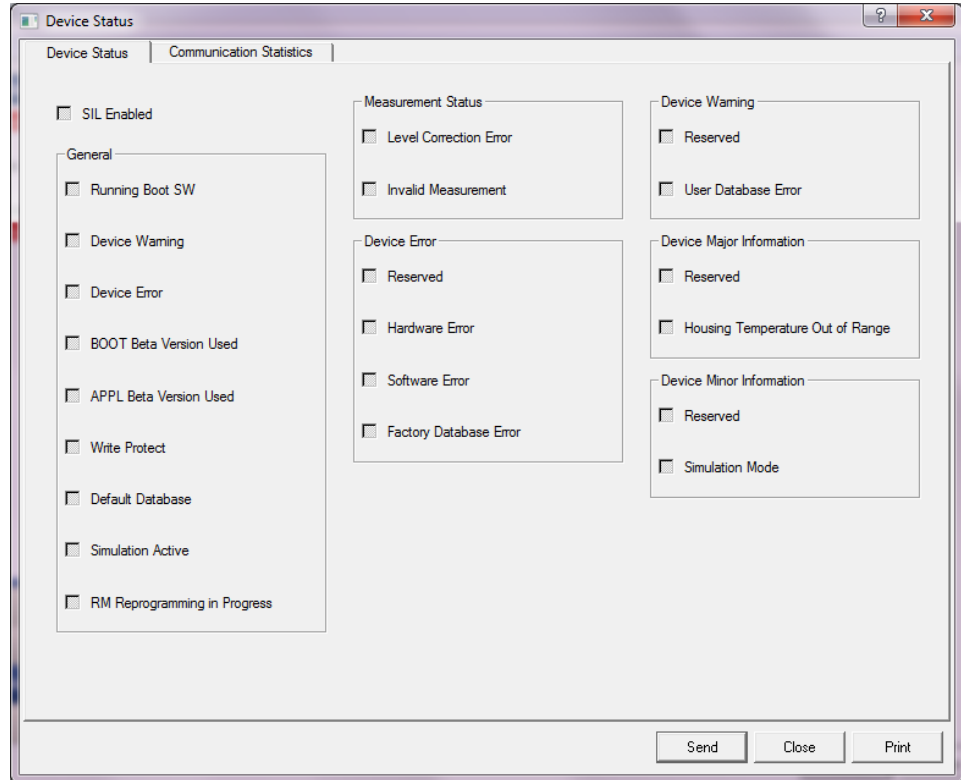 Device Status
?
X
Device Status
Communication Statistics
SIL Enabled
General
Running Boot SW
Device Warning
Device Error
BOOT Beta Version Used
APPL Beta Version Used
Write Protect
Default Database
Simulation Active
RM Reprogramming in Progress
Measurement Status
Level Correction Error
Invalid Measurement
Device Error
Reserved
Hardware Error
Software Error
Factory Database Error
Device Warning
Reserved
User Database Error
Device Major Information
Reserved
Housing Temperature Out of Range
Device Minor Information
Reserved
Simulation Mode
Send
Close
Print